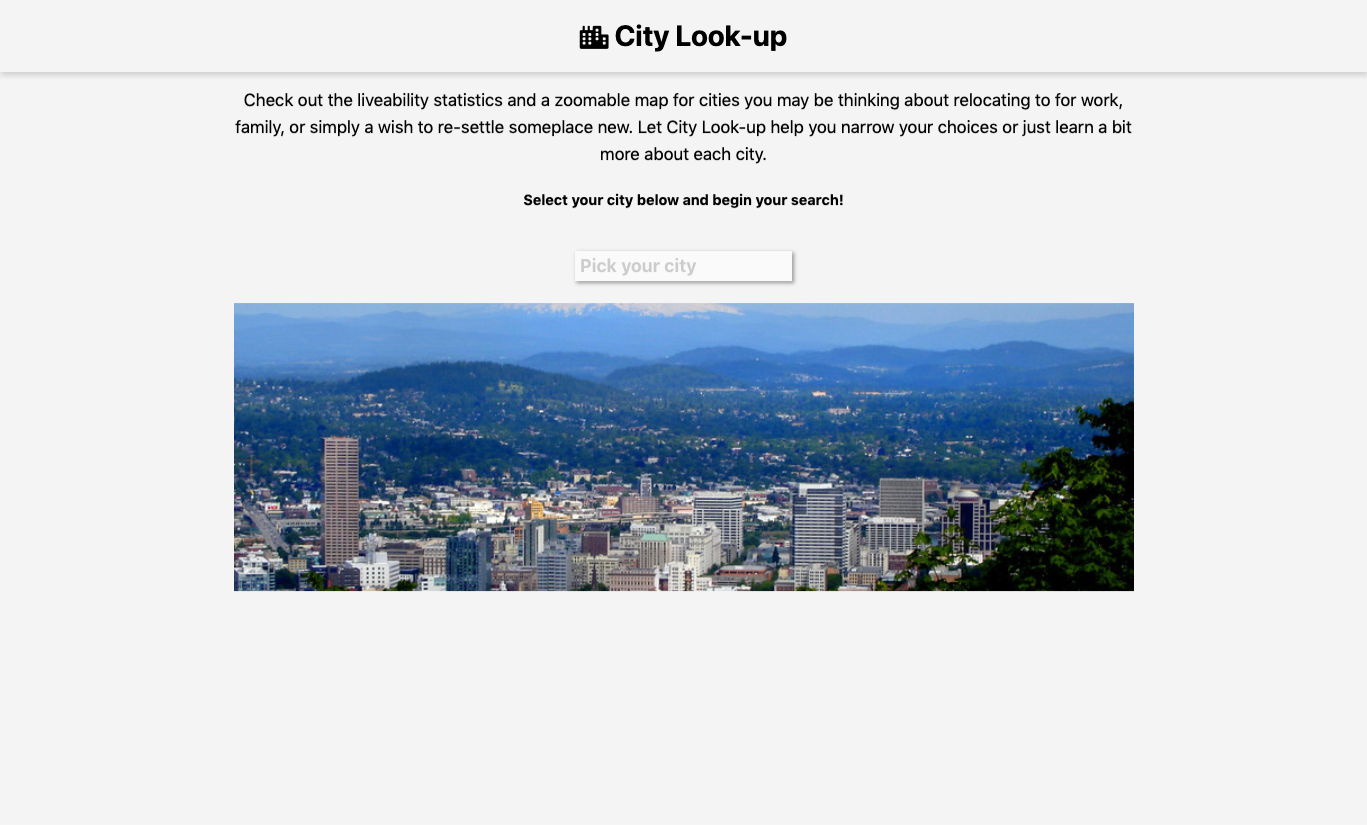 City Look-up
Check out the liveability statistics and a zoomable map for cities you may be thinking about relocating to for work,
family, or simply a wish to re-settle someplace new. Let City Look-up help you narrow your choices or just learn a bit
more about each city.
Select your city below and begin your search!
Pick your city